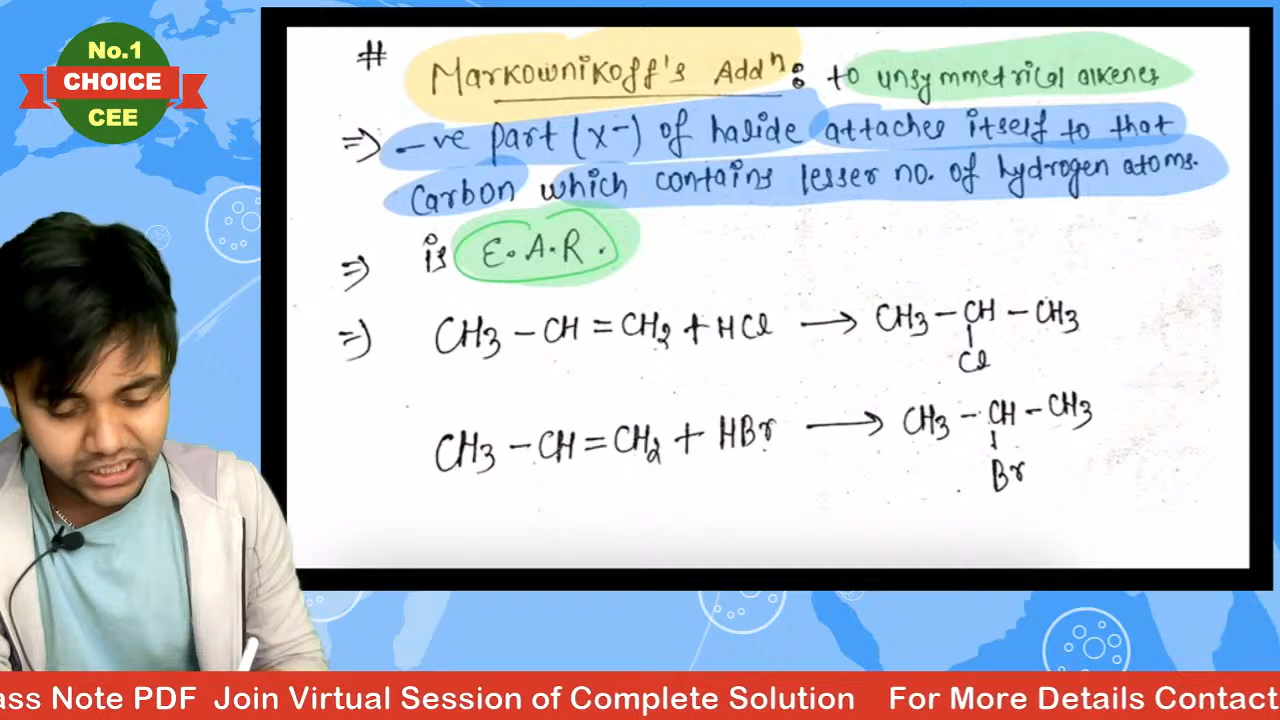 No.1
CHOICE
CEE
# Markownikoff's Addⁿ : to unsymmetrical alkenes
=> -ve part (x-) of halide attaches itself to that
Carbon which contains lesser no. of hydrogen atoms.
=> is E.A.R.
=> CH3 - CH = CH2 + HCl ⟶ CH3 - CH - CH3
|
Cl
CH3 - CH = CH2 + HBr ⟶ CH3 - CH - CH3
|
Br
ass Note PDF Join Virtual Session of Complete Solution For More Details Contact